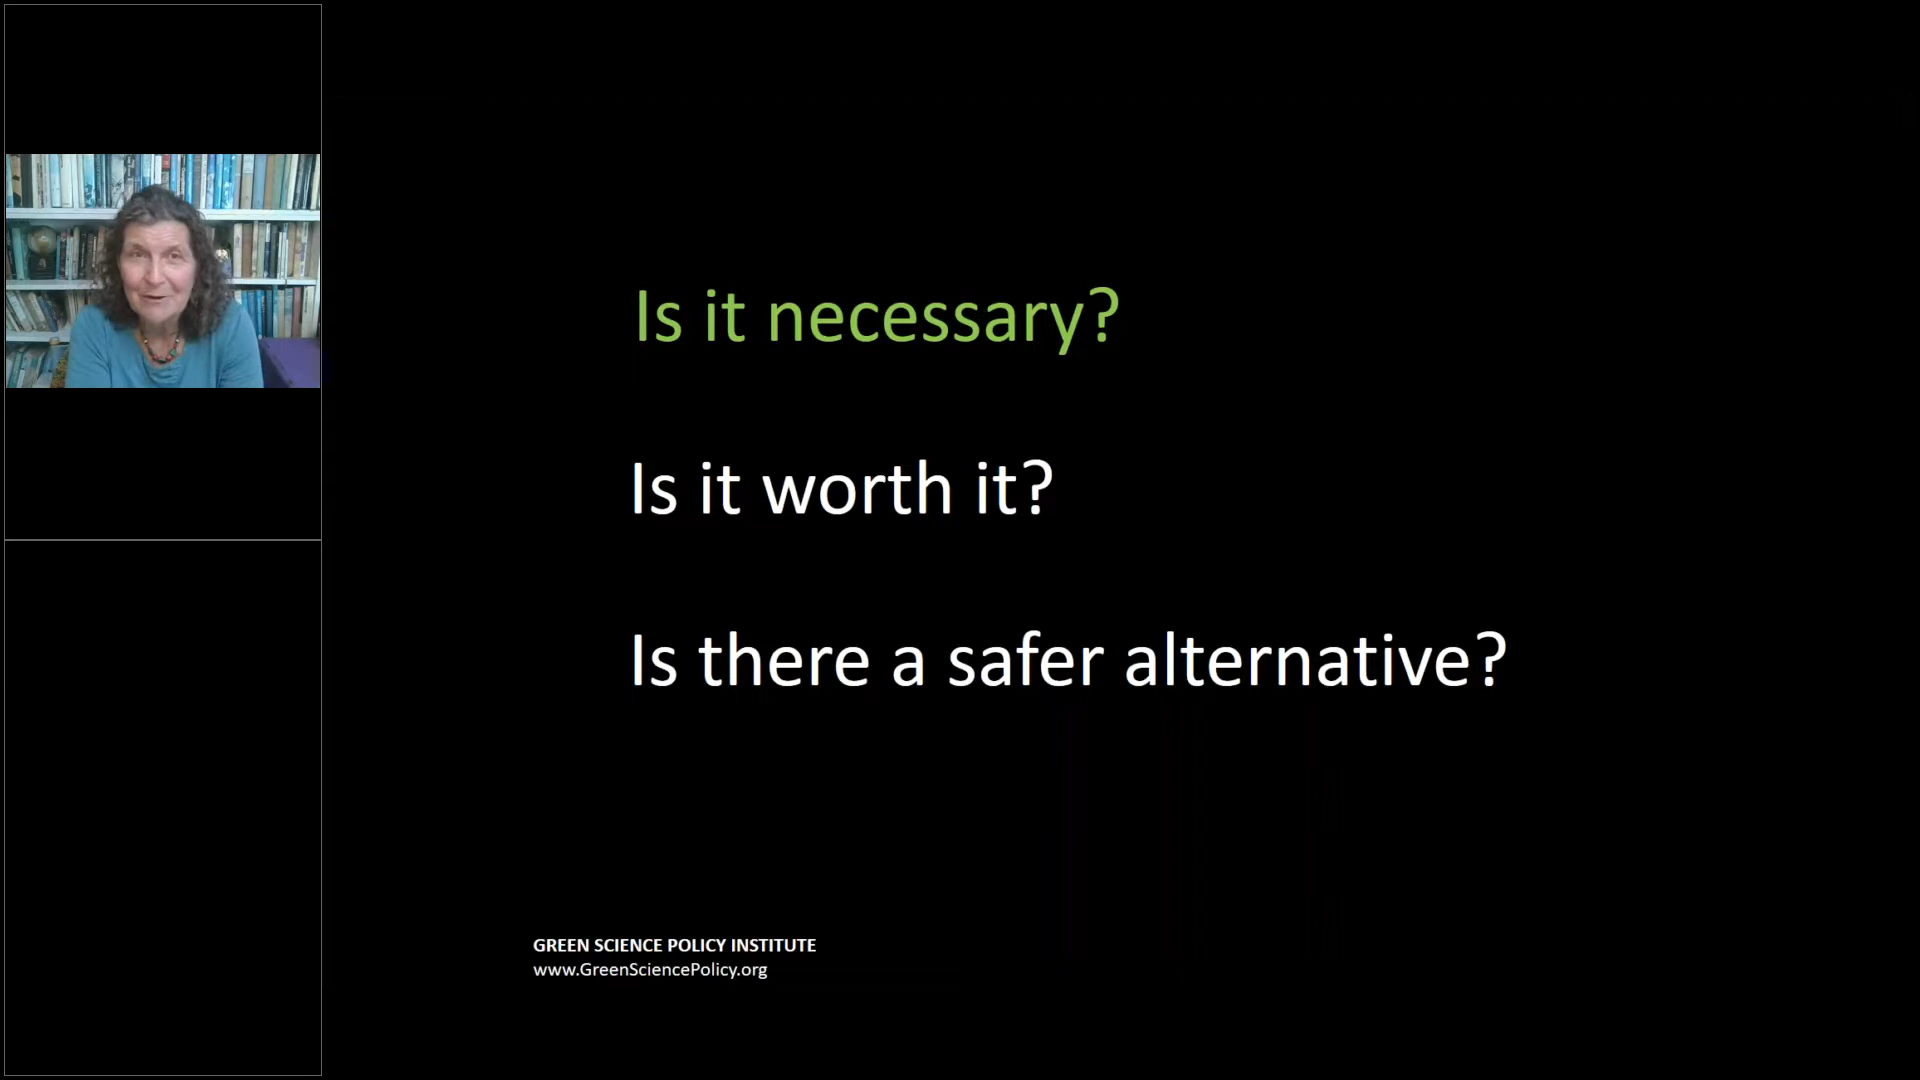 Is it necessary?
Is it worth it?
Is there a safer alternative?
GREEN SCIENCE POLICY INSTITUTE
www.GreenSciencePolicy.org